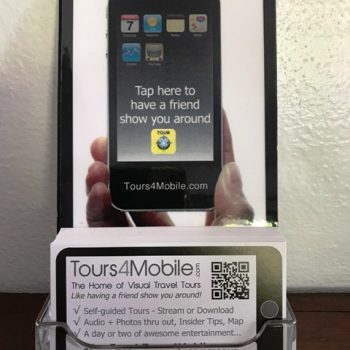 7
Tap here to
have a friend
show you around
TOUR
Tours4Mobile.com
Tours4Mobile.com
The Home of Visual Travel Tours
Like having a friend show you around!
√ Self-guided Tours - Stream or Download
√ Audio + Photos thru out, Insider Tips, Map
√ A day or two of awesome entertainment...